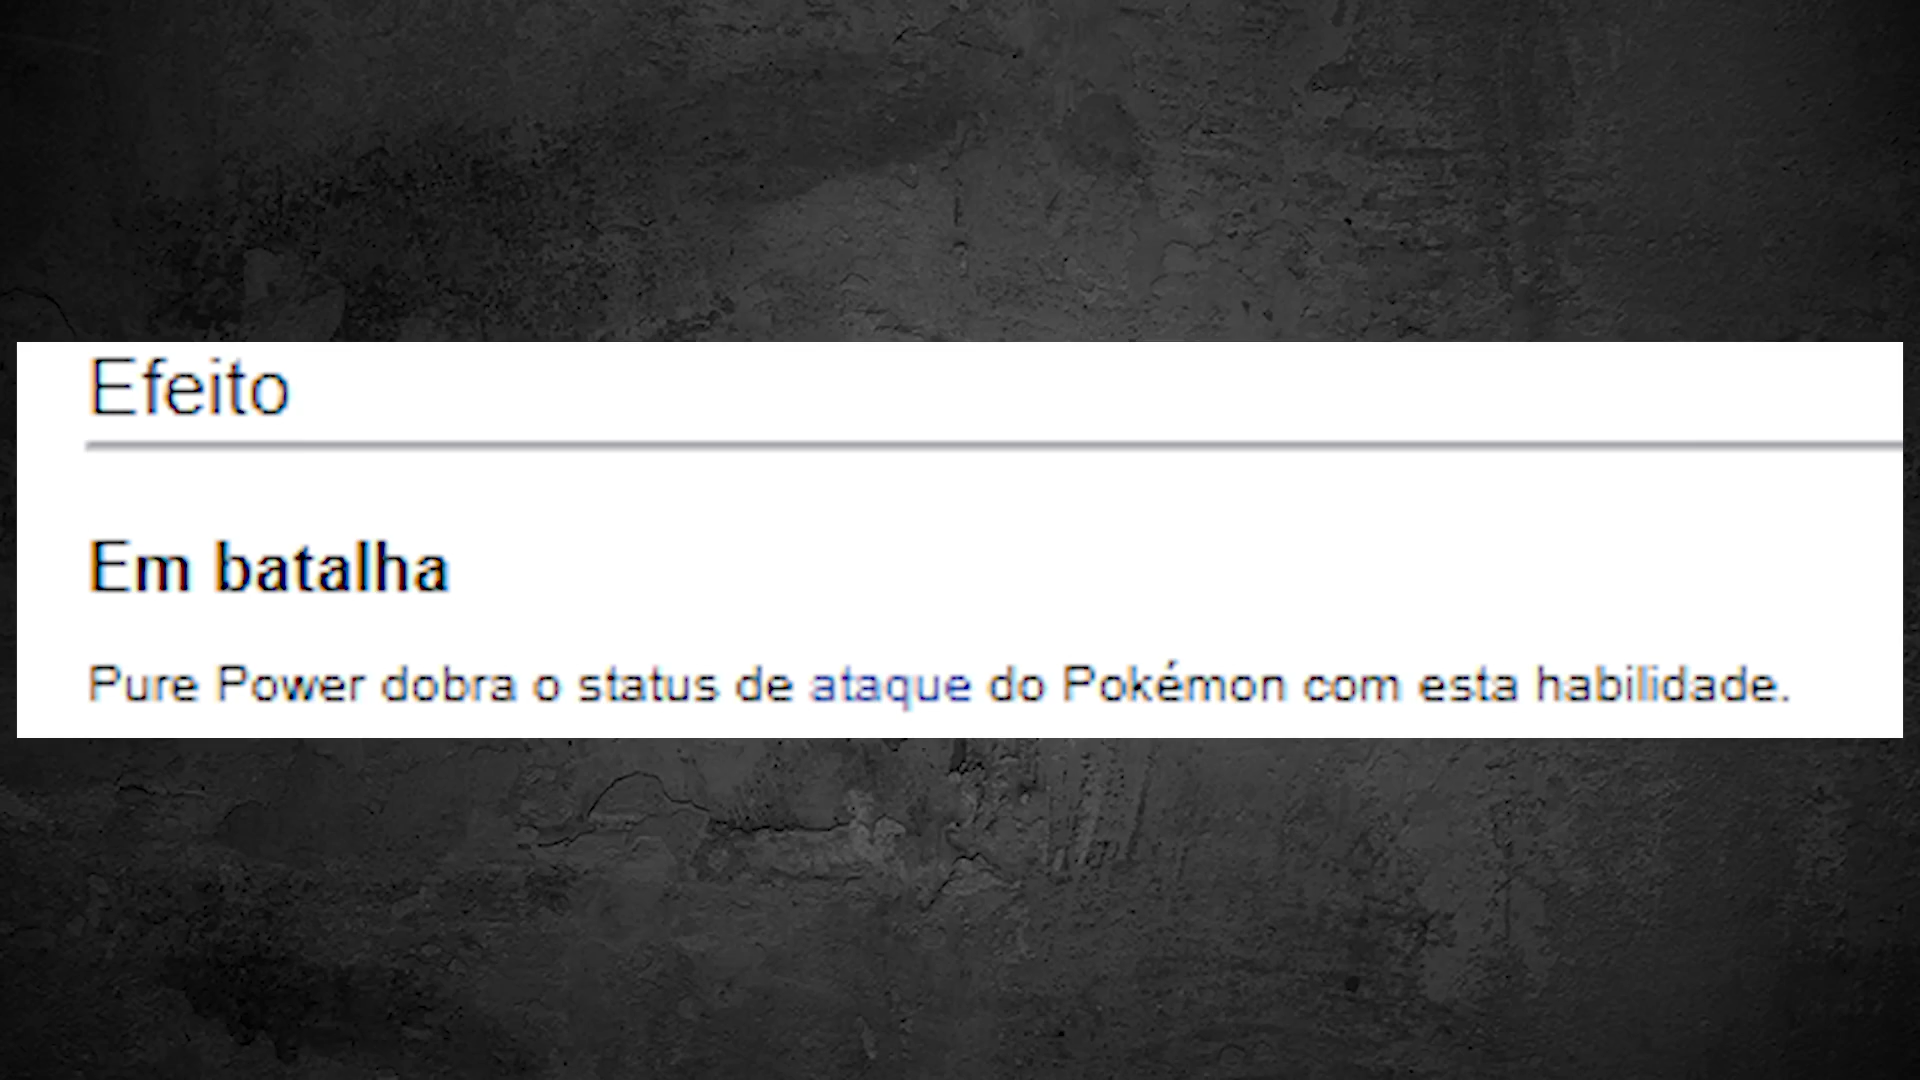 Efeito
Em batalha
Pure Power dobra o status de ataque do Pokémon com esta habilidade.